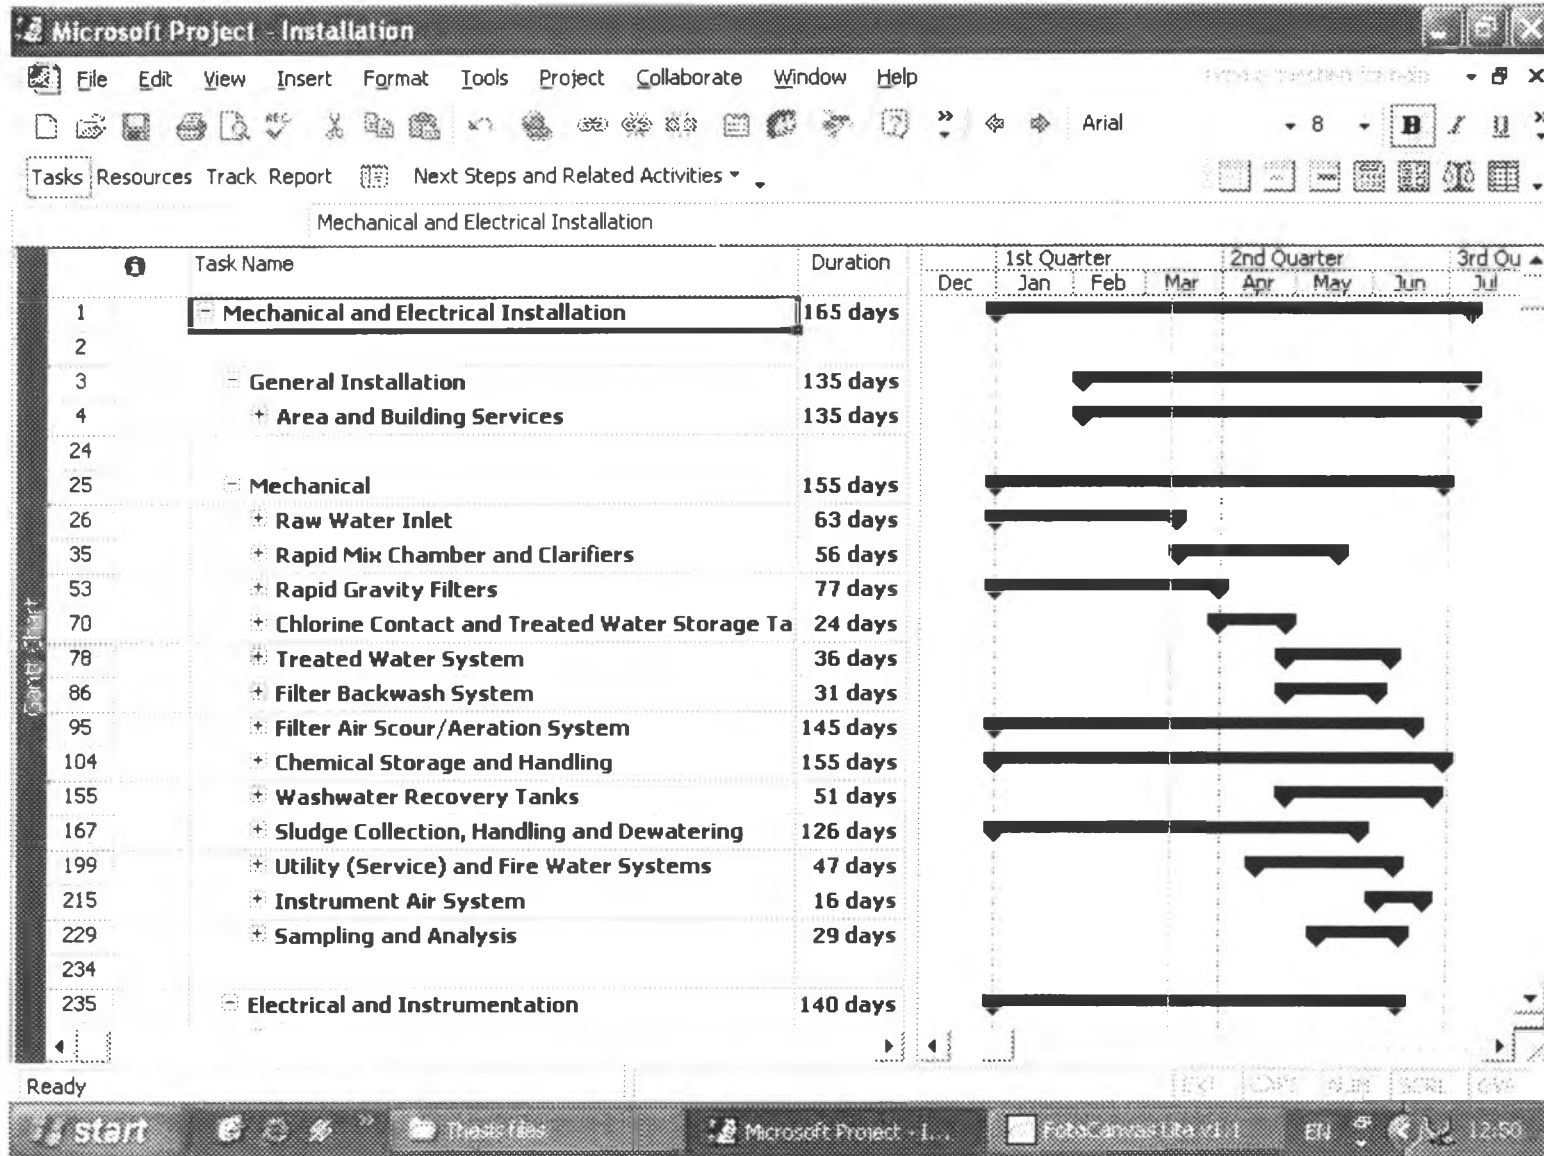 Microsoft Project - Installation
File Edit View Insert Format Tools Project Collaborate Window Help
Arial 8 B I U
Tasks Resources Track Report Next Steps and Related Activities
Mechanical and Electrical Installation
Task Name Duration 1st Quarter 2nd Quarter 3rd Qu
Dec Jan Feb Mar Apr May Jun Jul
1 Mechanical and Electrical Installation 165 days
2
3 General Installation 135 days
4 Area and Building Services 135 days
24
25 Mechanical 155 days
26 Raw Water Inlet 63 days
35 Rapid Mix Chamber and Clarifiers 56 days
53 Rapid Gravity Filters 77 days
70 Chlorine Contact and Treated Water Storage Ta 24 days
78 Treated Water System 36 days
86 Filter Backwash System 31 days
95 Filter Air Scour/Aeration System 145 days
104 Chemical Storage and Handling 155 days
155 Washwater Recovery Tanks 51 days
167 Sludge Collection, Handling and Dewatering 126 days
199 Utility (Service) and Fire Water Systems 47 days
215 Instrument Air System 16 days
229 Sampling and Analysis 29 days
234
235 Electrical and Instrumentation 140 days
Gantt Chart
Ready
start Thesis files Microsoft Project - I... FotoCanvas Lite v1.1 EN 12:50